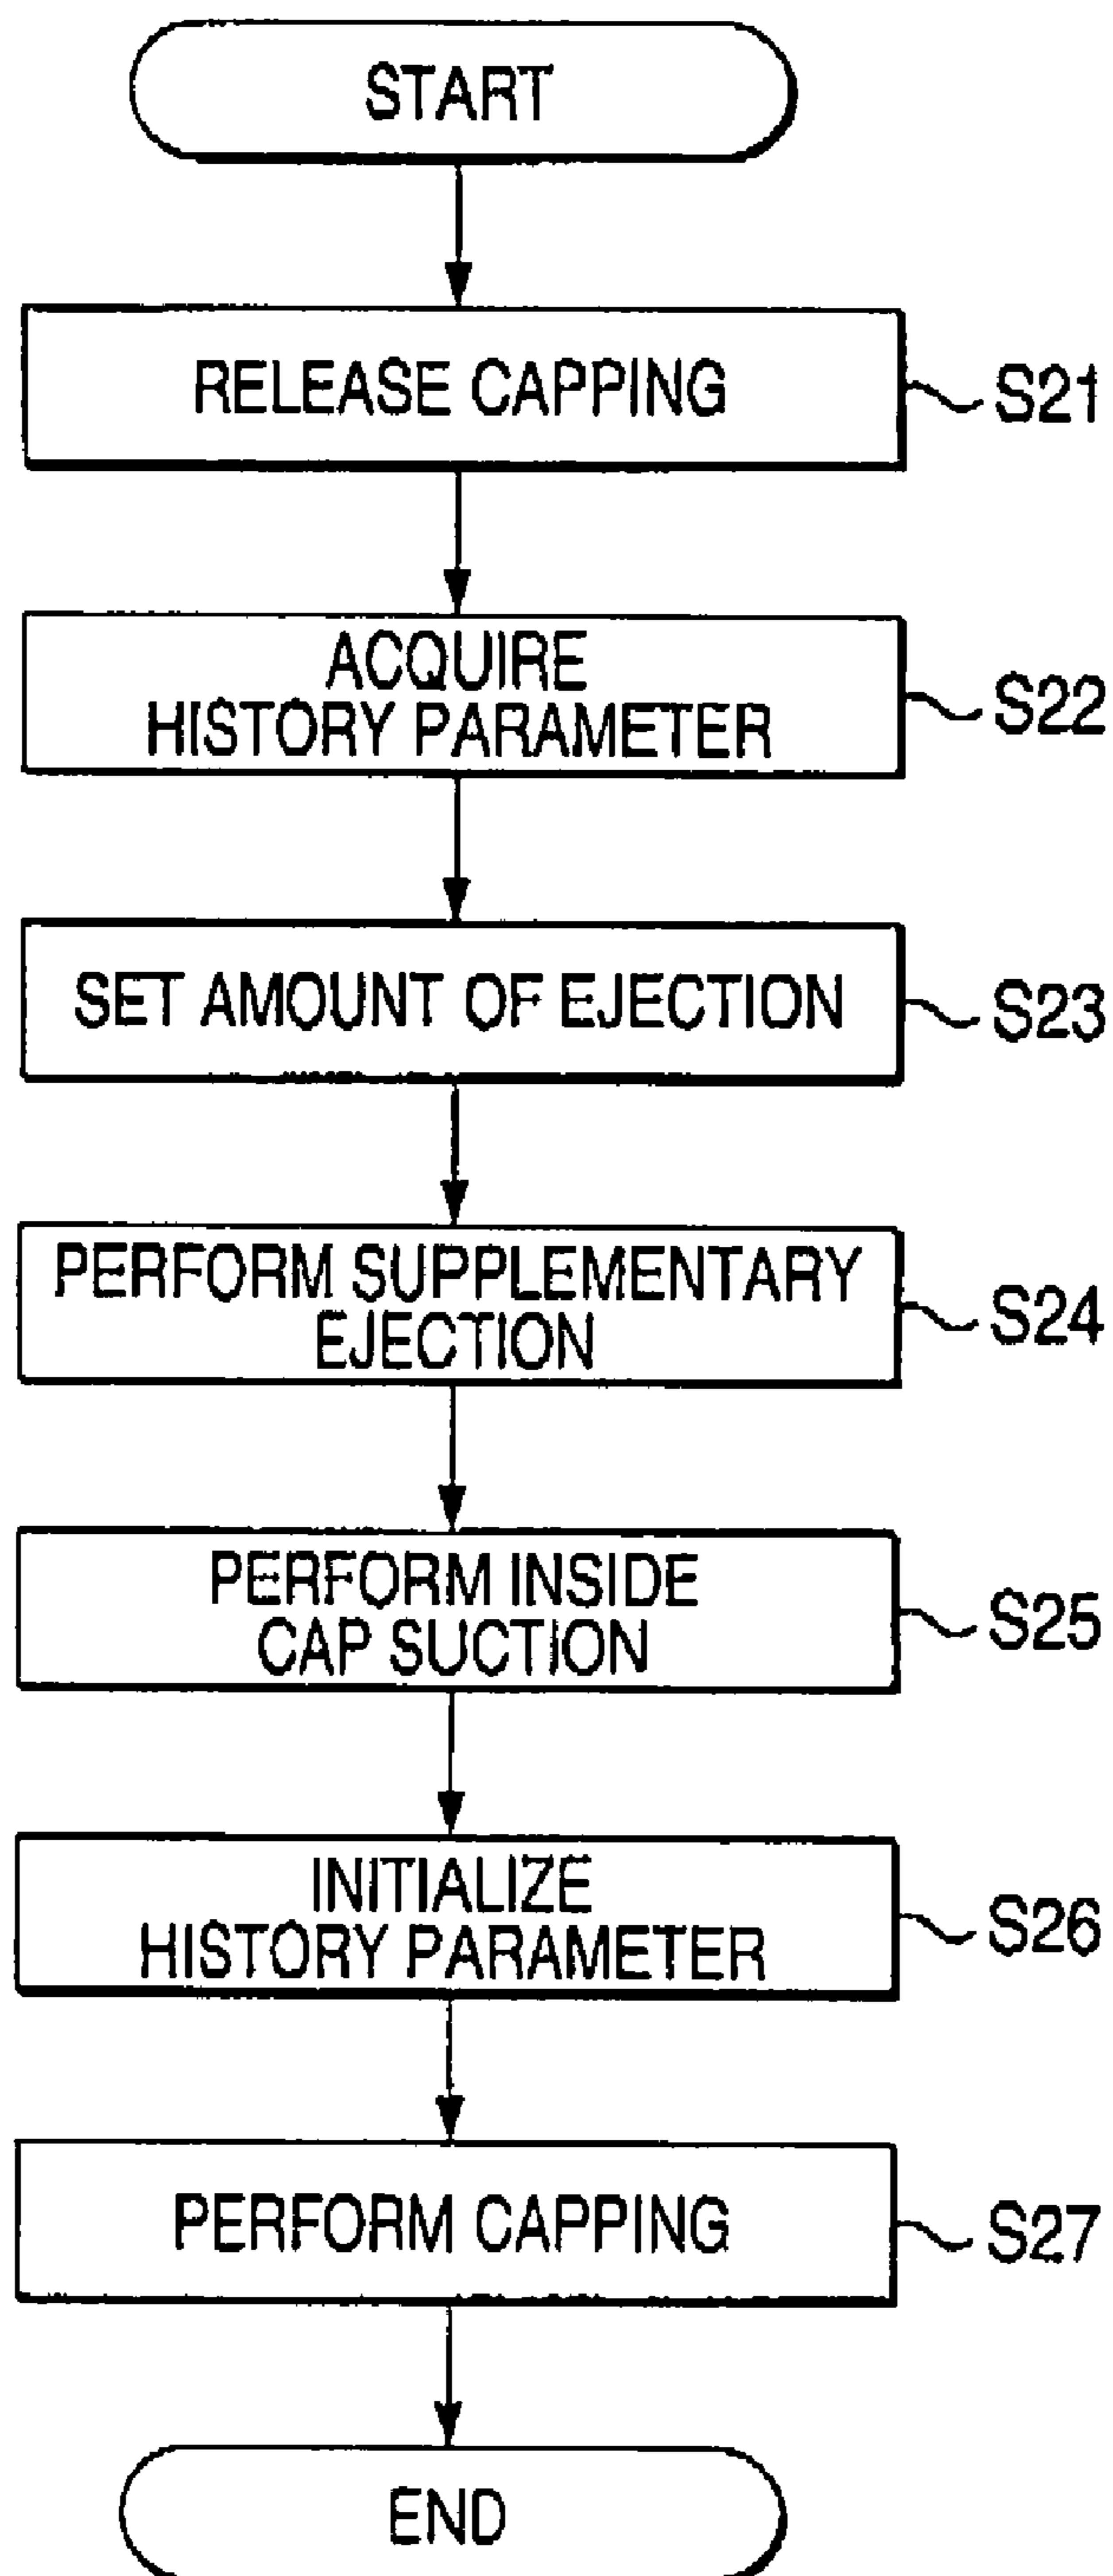 START
RELEASE CAPPING
S21
ACQUIRE
HISTORY PARAMETER
S22
SET AMOUNT OF EJECTION
S23
PERFORM SUPPLEMENTARY
EJECTION
S24
PERFORM INSIDE
CAP SUCTION
S25
INITIALIZE
HISTORY PARAMETER
S26
PERFORM CAPPING
S27
END